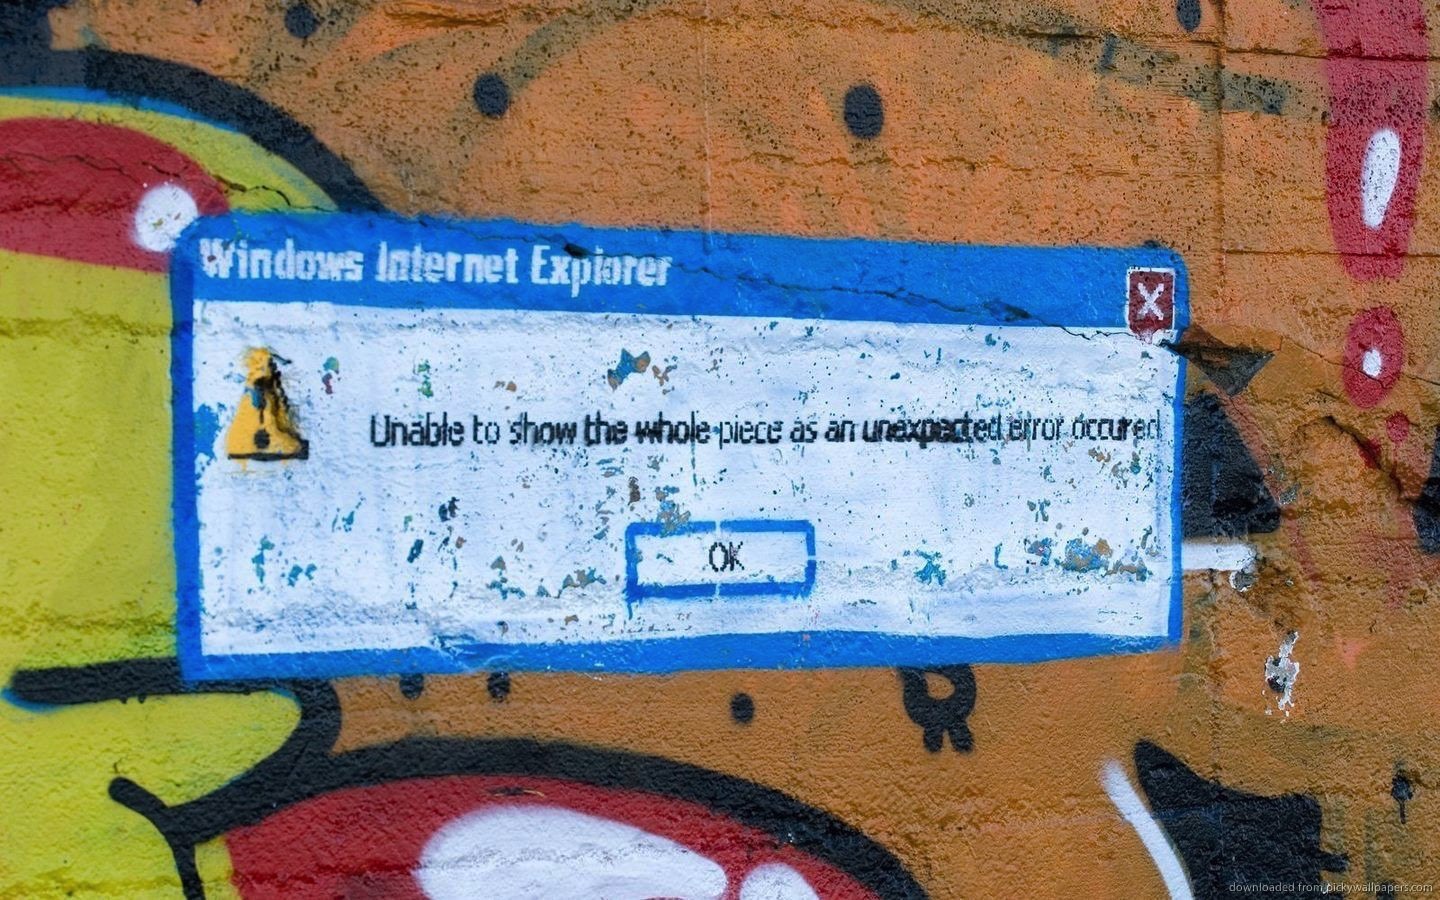 Windows Internet Explorer
X
Unable to show the whole piece as an unexpected error occured
OK
downloaded from pickywallpapers.com